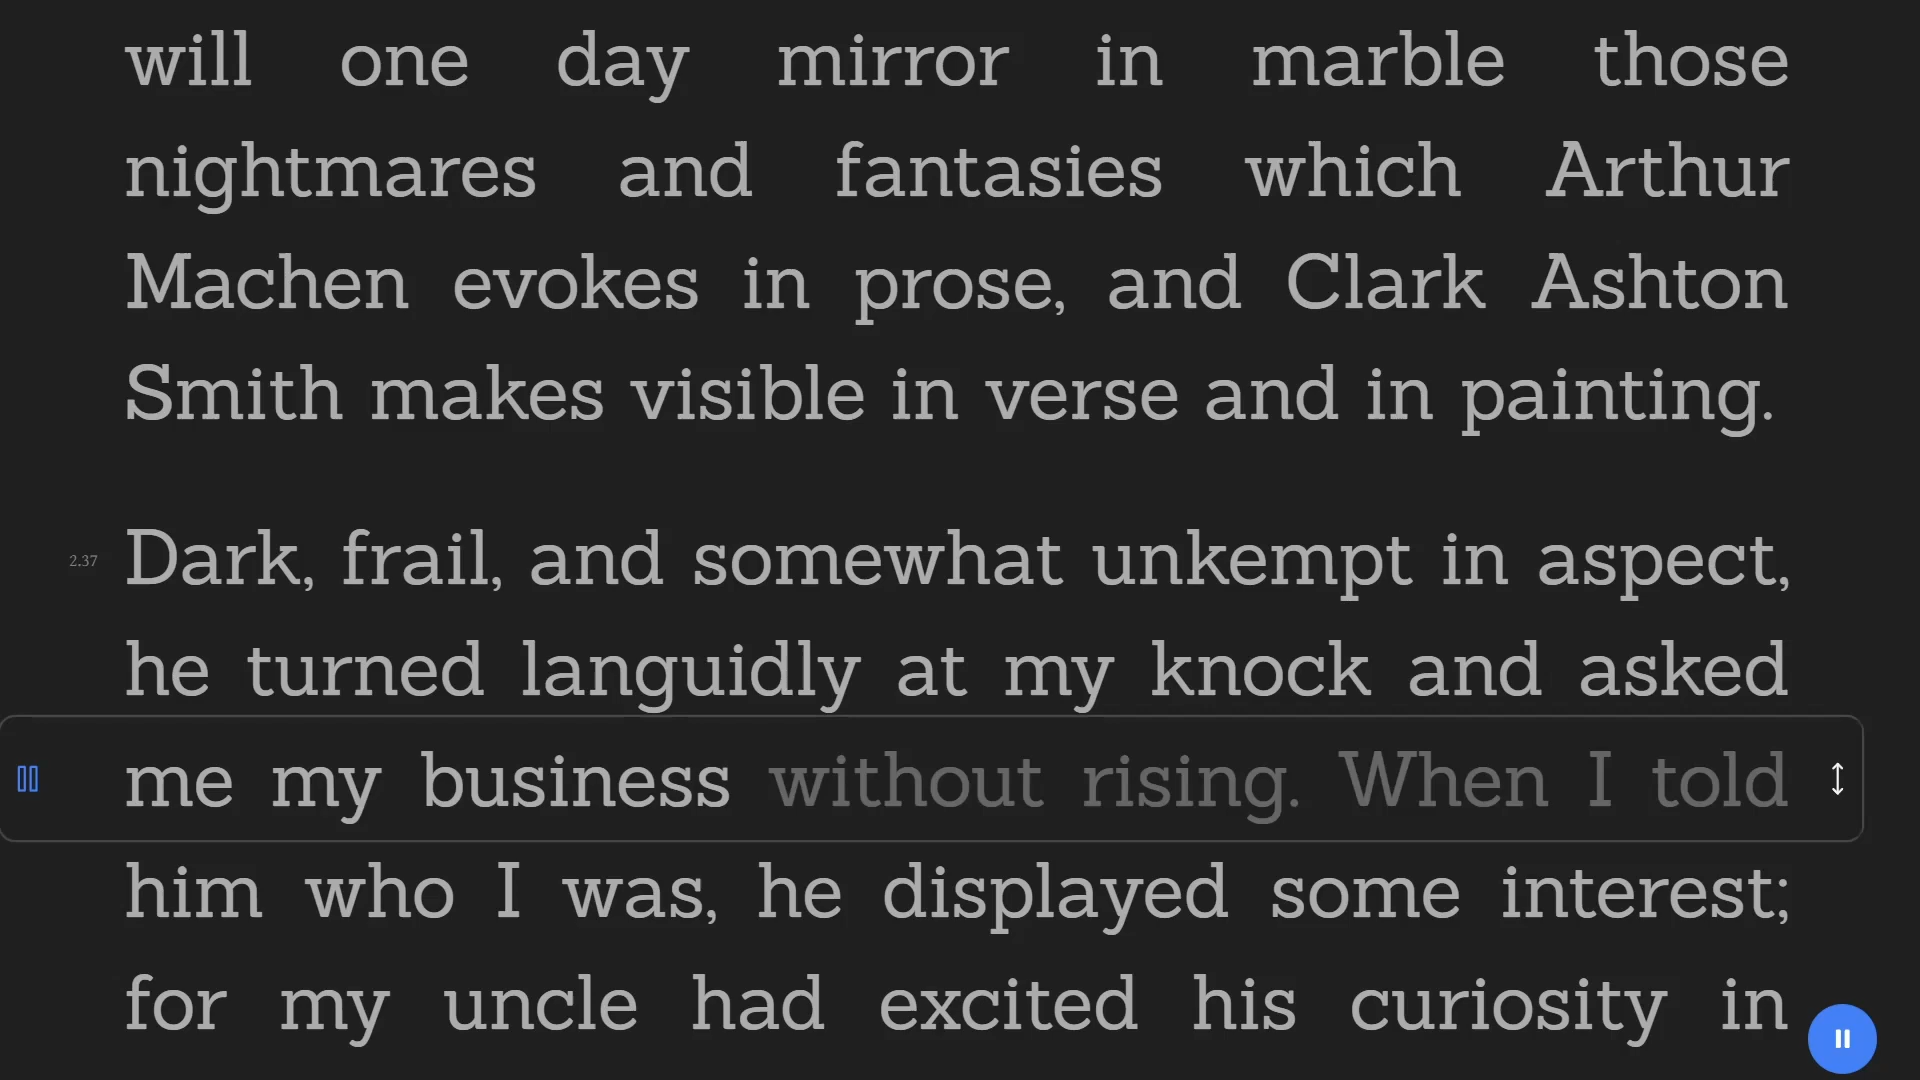 will one day mirror in marble those
nightmares and fantasies which Arthur
Machen evokes in prose, and Clark Ashton
Smith makes visible in verse and in painting.
2.37
Dark, frail, and somewhat unkempt in aspect,
he turned languidly at my knock and asked
me my business without rising. When I told
him who I was, he displayed some interest;
for my uncle had excited his curiosity in